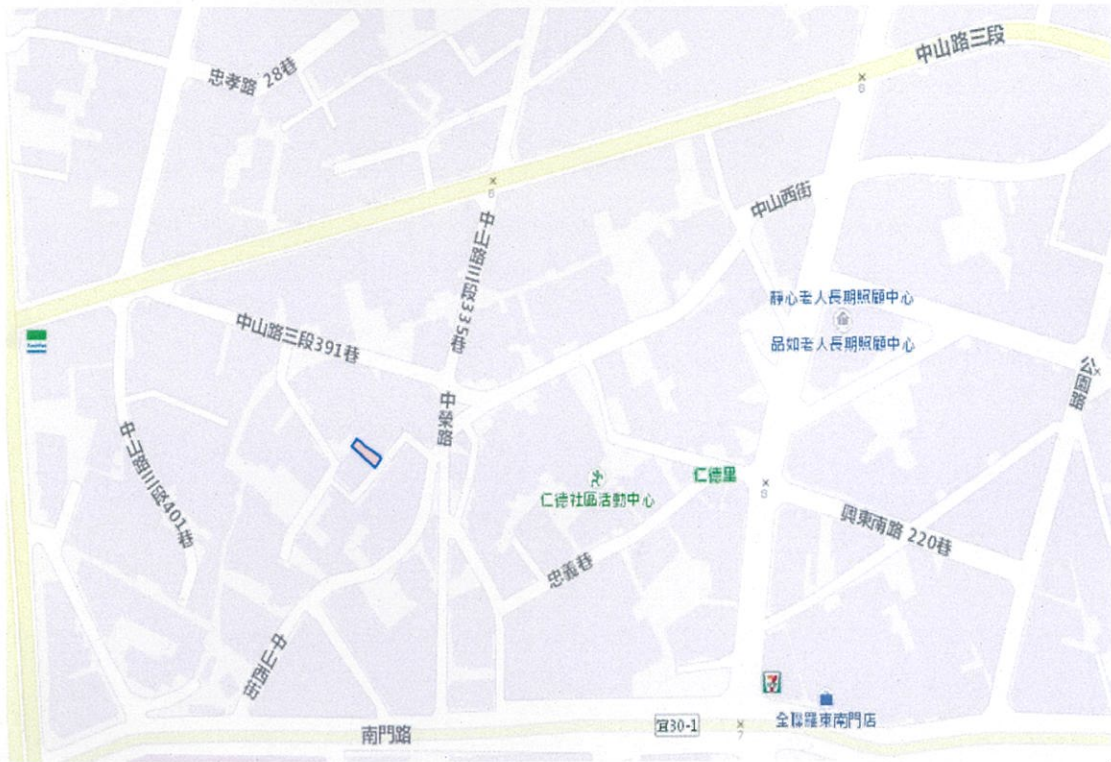 中山路三段
忠孝路 28巷
中山西街
中山路三段335巷
靜心老人長期照顧中心
中山路三段391巷
品如老人長期照顧中心
公園路
中榮路
中山路三段401巷
仁德里
仁德社區活動中心
興東南路 220巷
忠義巷
中山西街
7
全聯羅東南門店
宜30-1
南門路